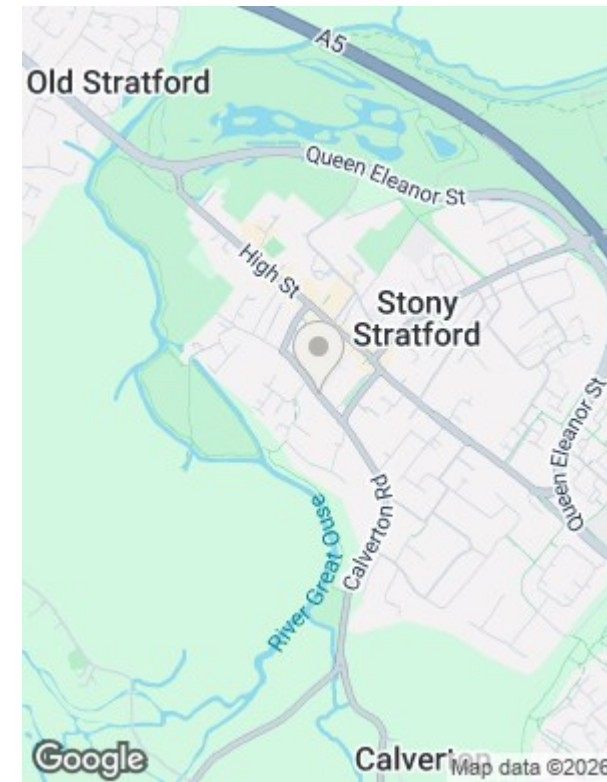 A5
Old Stratford
Queen Eleanor St
High St
Stony
Stratford
Queen Eleanor St
Calverton Rd
River Great Ouse
Calverton
Google
Map data ©2026